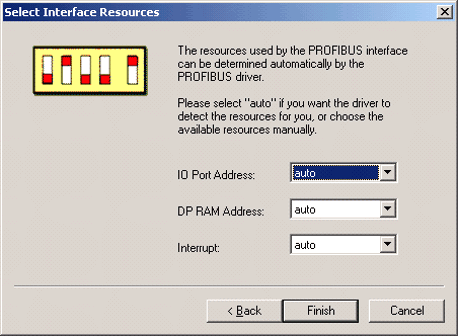 Select Interface Resources
The resources used by the PROFIBUS interface
can be determined automatically by the
PROFIBUS driver.
Please select "auto" if you want the driver to
detect the resources for you, or choose the
available resources manually.
IO Port Address: auto
DP RAM Address: auto
Interrupt: auto
< Back Finish Cancel